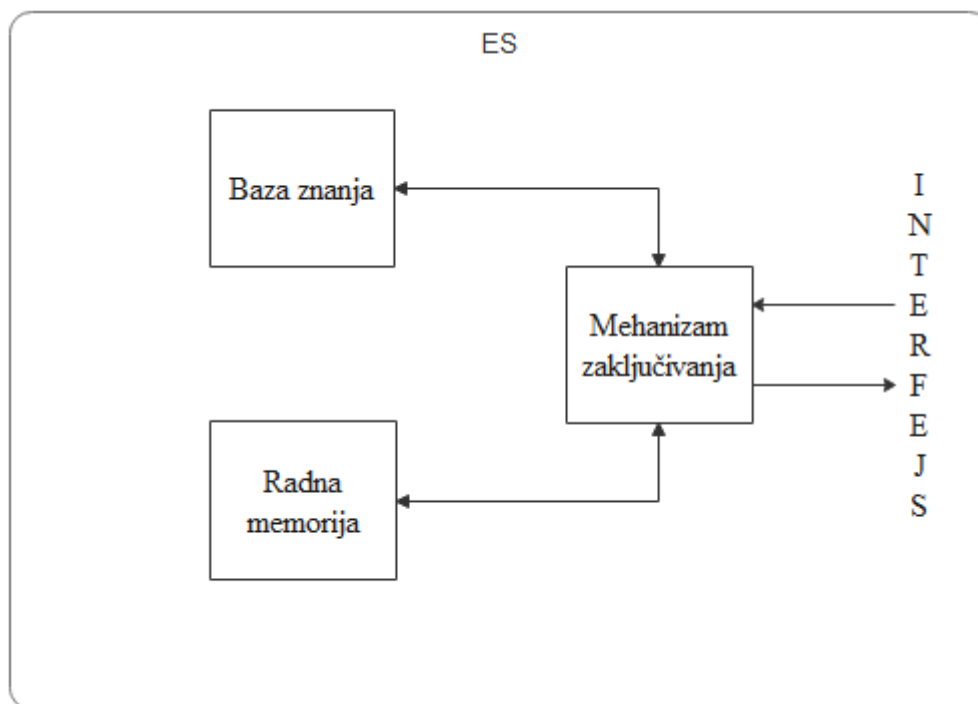 ES
Baza znanja
Mehanizam
zaključivanja
Radna
memorija
I
N
T
E
R
F
E
J
S